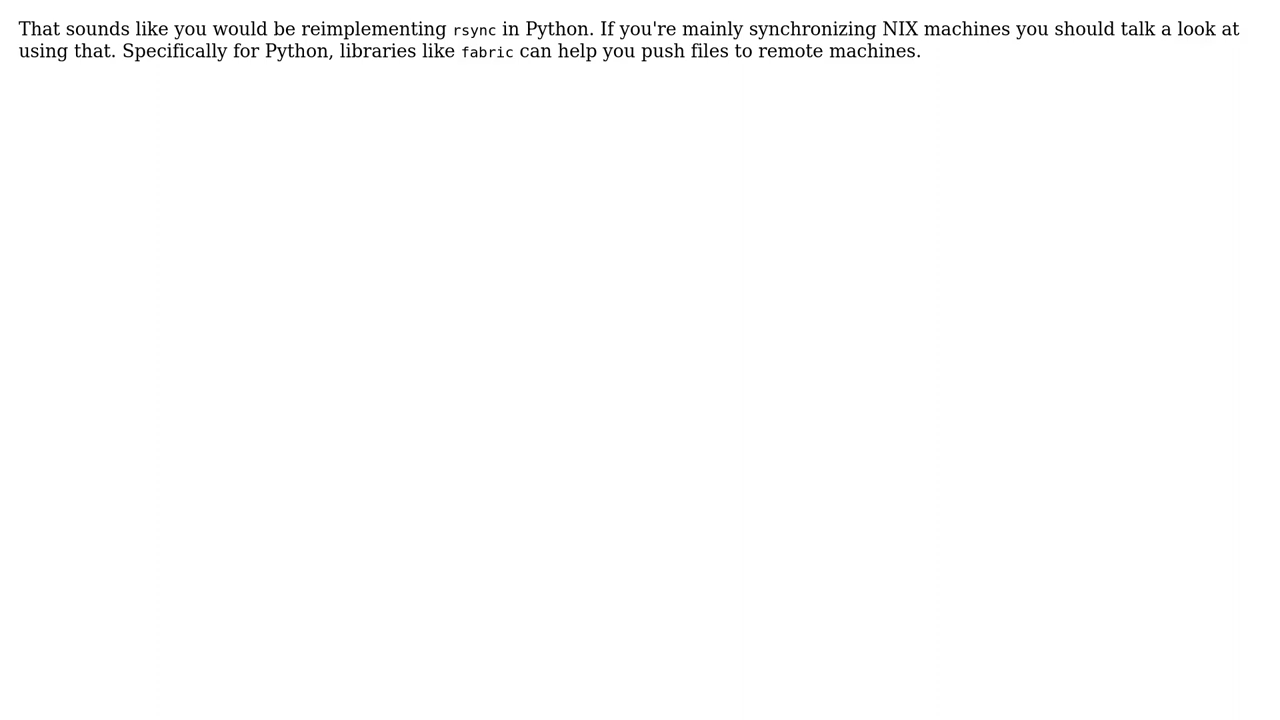 That sounds like you would be reimplementing rsync in Python. If you're mainly synchronizing NIX machines you should talk a look at
using that. Specifically for Python, libraries like fabric can help you push files to remote machines.